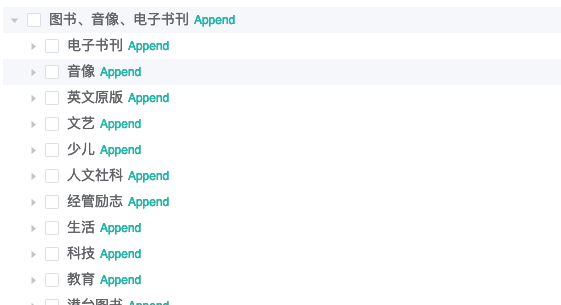 图书、音像、电子书刊 Append
电子书刊 Append
音像 Append
英文原版 Append
文艺 Append
少儿 Append
人文社科 Append
经管励志 Append
生活 Append
科技 Append
教育 Append
港台图书 Append